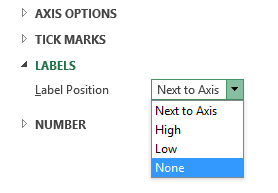 AXIS OPTIONS
TICK MARKS
LABELS
Label Position Next to Axis
Next to Axis
High
Low
None
NUMBER